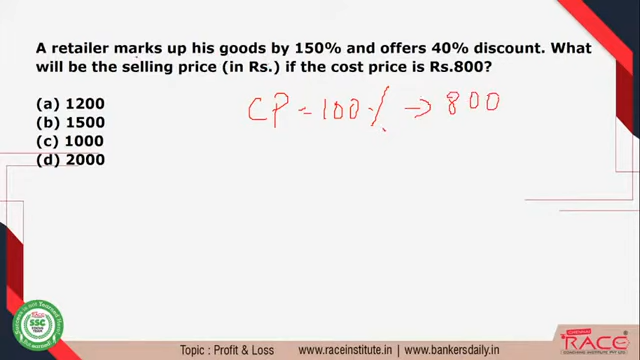 A retailer marks up his goods by 150% and offers 40% discount. What
will be the selling price (in Rs.) if the cost price is Rs.800?
CP = 100% → 800
(a) 1200
(b) 1500
(c) 1000
(d) 2000
SSC
RACE
Topic : Profit & Loss
www.raceinstitute.in | www.bankersdaily.in